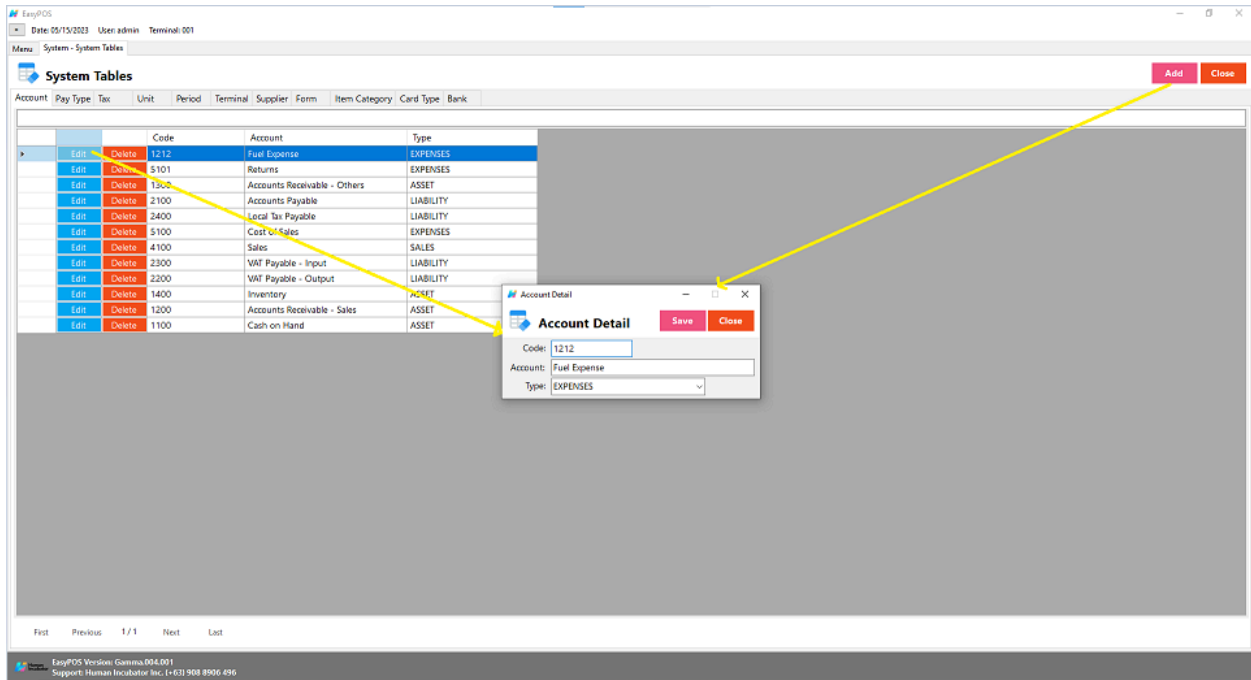 EasyPOS
Date: 05/15/2023 User: admin Terminal: 001
Menu System - System Tables
System Tables Add Close
Account Pay Type Tax Unit Period Terminal Supplier Form Item Category Card Type Bank
Code Account Type
Edit Delete 1212 Fuel Expense EXPENSES
Edit Delete 5101 Returns EXPENSES
Edit Delete 1300 Accounts Receivable - Others ASSET
Edit Delete 2100 Accounts Payable LIABILITY
Edit Delete 2400 Local Tax Payable LIABILITY
Edit Delete 5100 Cost of Sales EXPENSES
Edit Delete 4100 Sales SALES
Edit Delete 2300 VAT Payable - Input LIABILITY
Edit Delete 2200 VAT Payable - Output LIABILITY
Edit Delete 1400 Inventory ASSET
Edit Delete 1200 Accounts Receivable - Sales ASSET
Edit Delete 1100 Cash on Hand ASSET
Account Detail
Account Detail Save Close
Code: 1212
Account: Fuel Expense
Type: EXPENSES
First Previous 1 / 1 Next Last
Human Incubator
EasyPOS Version: Gamma.004.001
Support: Human Incubator Inc. (+63) 908 8906 496